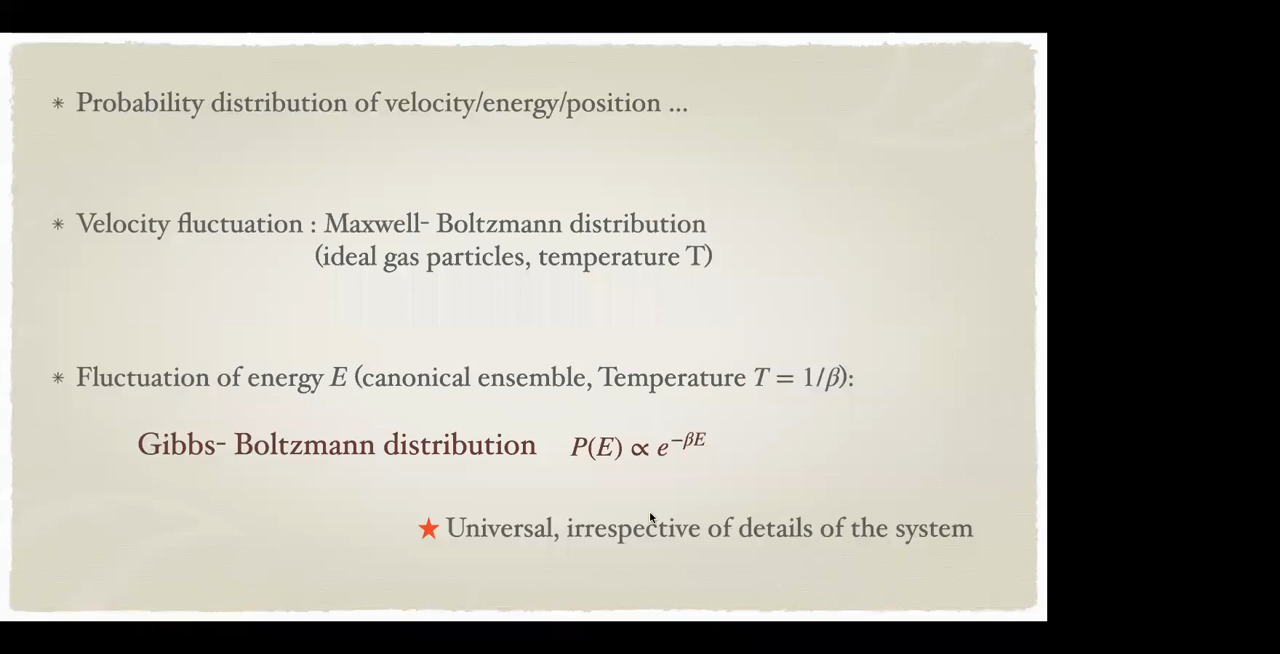 * Probability distribution of velocity/energy/position ...
* Velocity fluctuation : Maxwell- Boltzmann distribution
(ideal gas particles, temperature T)
* Fluctuation of energy E (canonical ensemble, Temperature T = 1/β):
Gibbs- Boltzmann distribution P(E) ∝ e^{−βE}
★ Universal, irrespective of details of the system